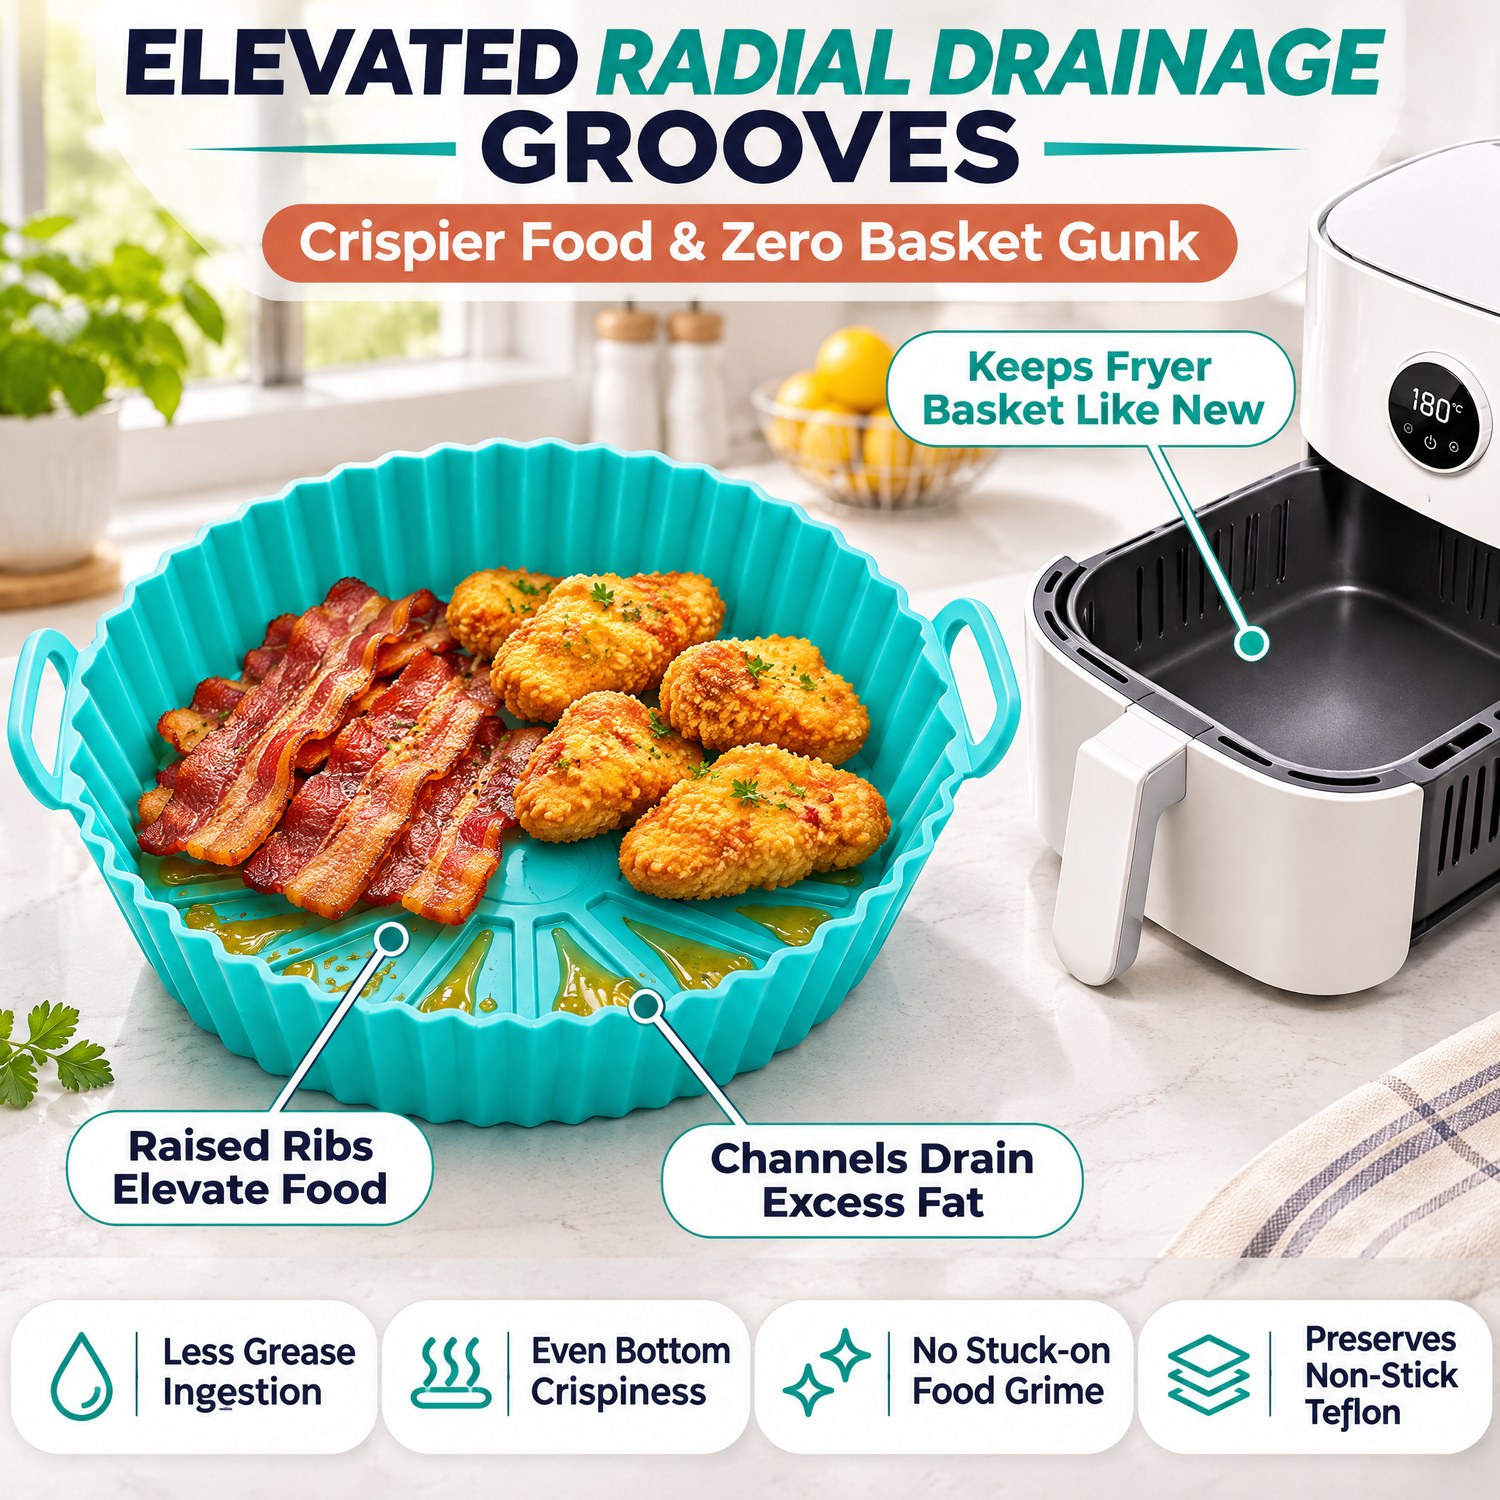 ELEVATED RADIAL DRAINAGE
GROOVES
Crispier Food & Zero Basket Gunk
Keeps Fryer
Basket Like New
180°C
Raised Ribs
Elevate Food
Channels Drain
Excess Fat
Less Grease
Ingestion
Even Bottom
Crispiness
No Stuck-on
Food Grime
Preserves
Non-Stick
Teflon